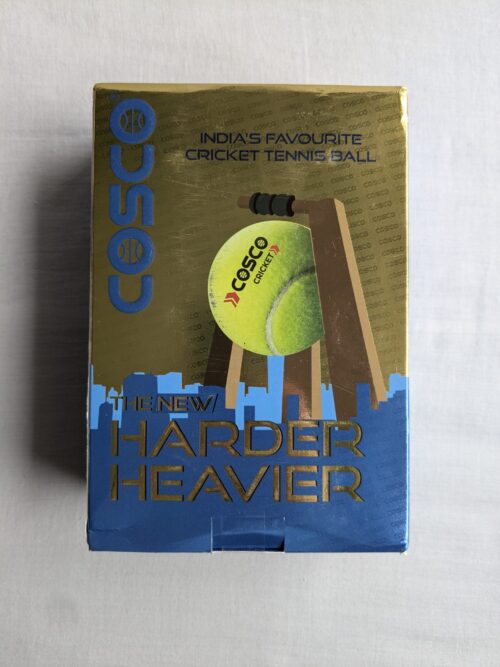 COSCO
INDIA'S FAVOURITE
CRICKET TENNIS BALL
COSCO
CRICKET
THE NEW/
HARDER
HEAVIER